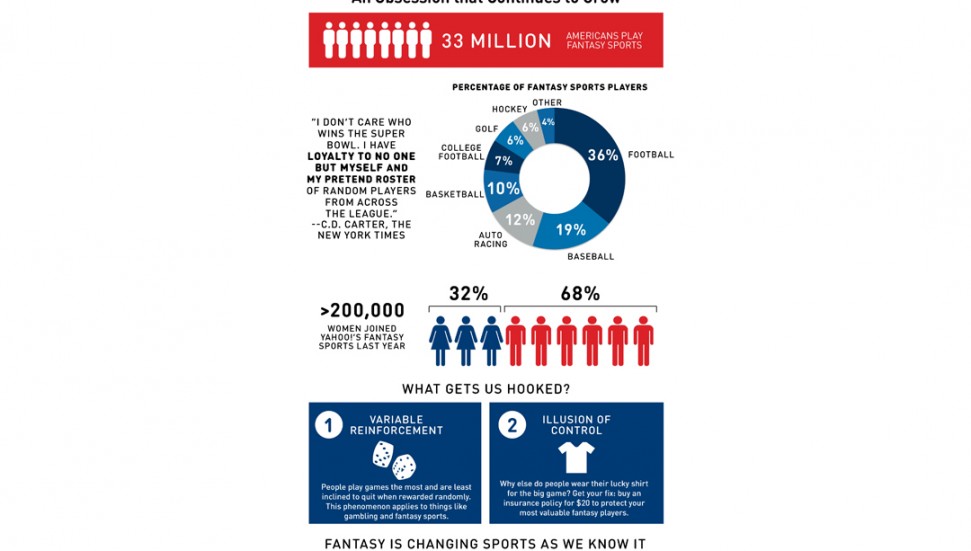 An Obsession that Continues to Grow
33 MILLION
AMERICANS PLAY
FANTASY SPORTS
PERCENTAGE OF FANTASY SPORTS PLAYERS
"I DON'T CARE WHO
WINS THE SUPER
BOWL. I HAVE
LOYALTY TO NO ONE
BUT MYSELF AND
MY PRETEND ROSTER
OF RANDOM PLAYERS
FROM ACROSS
THE LEAGUE."
--C.D. CARTER, THE
NEW YORK TIMES
OTHER
4%
HOCKEY
6%
GOLF
6%
COLLEGE
FOOTBALL
7%
BASKETBALL
10%
AUTO
RACING
12%
BASEBALL
19%
36%
FOOTBALL
>200,000
WOMEN JOINED
YAHOO!'S FANTASY
SPORTS LAST YEAR
32%
68%
WHAT GETS US HOOKED?
1
VARIABLE
REINFORCEMENT
People play games the most and are least
inclined to quit when rewarded randomly.
This phenomenon applies to things like
gambling and fantasy sports.
2
ILLUSION OF
CONTROL
Why else do people wear their lucky shirt
for the big game? Get your fix: buy an
insurance policy for $20 to protect your
most valuable fantasy players.
FANTASY IS CHANGING SPORTS AS WE KNOW IT